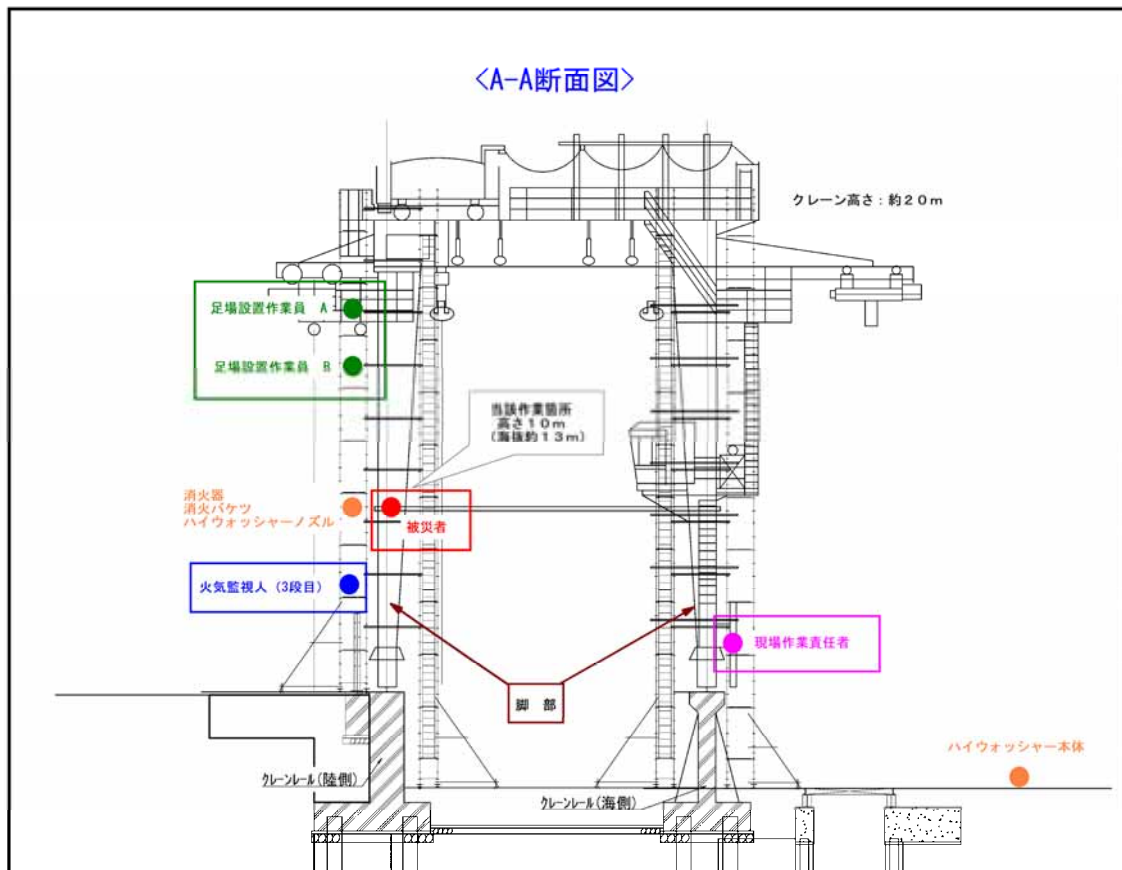 <A-A断面図>
クレーン高さ：約20m
足場設置作業員 A
足場設置作業員 B
当該作業箇所
高さ10m
(海抜約13m)
消火器
消火バケツ
ハイウォッシャーノズル
被災者
火気監視人（3段目）
現場作業責任者
脚 部
ハイウォッシャー本体
クレーンレール(陸側)
クレーンレール(海側)